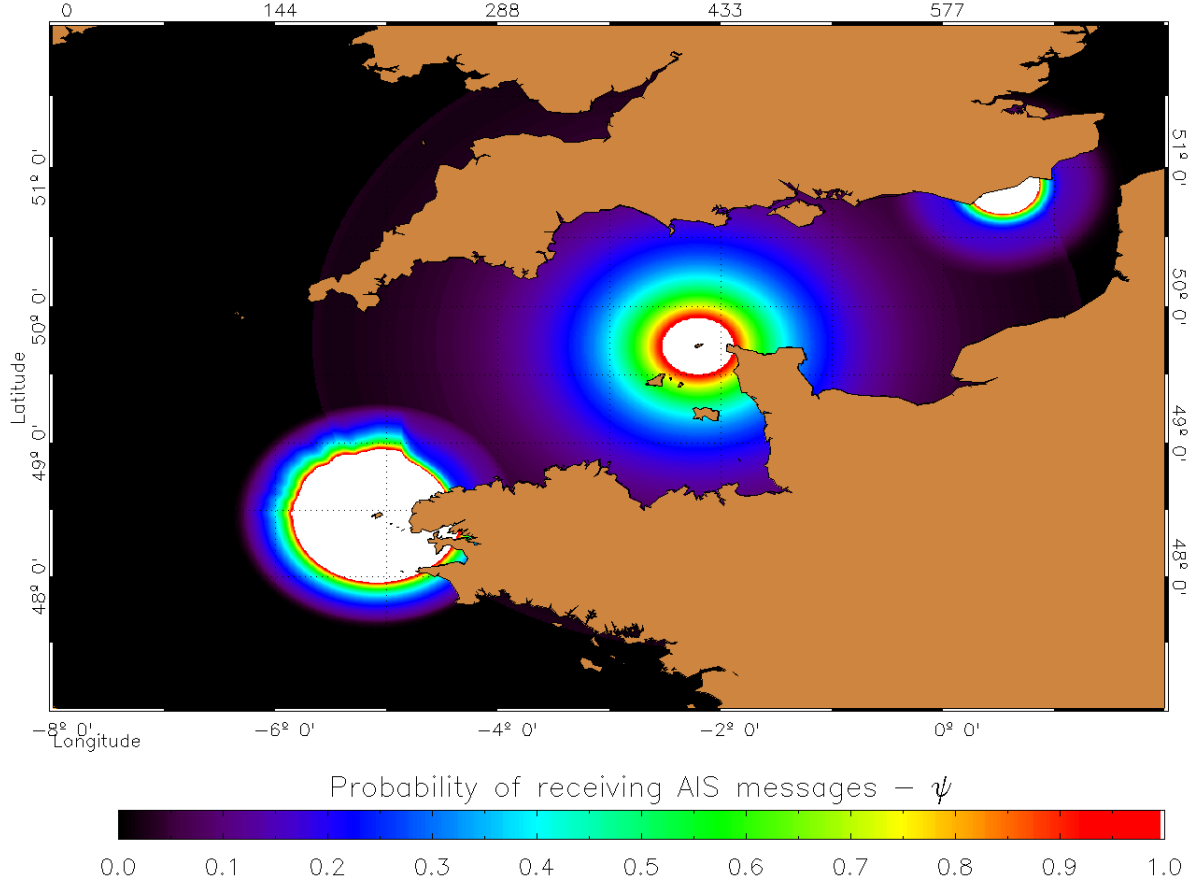 0 144 288 433 577
51º 0'
50º 0'
49º 0'
48º 0'
Latitude
51º 0'
50º 0'
49º 0'
48º 0'
−8º 0' −6º 0' −4º 0' −2º 0' 0º 0'
Longitude
Probability of receiving AIS messages − ψ
0.0 0.1 0.2 0.3 0.4 0.5 0.6 0.7 0.8 0.9 1.0